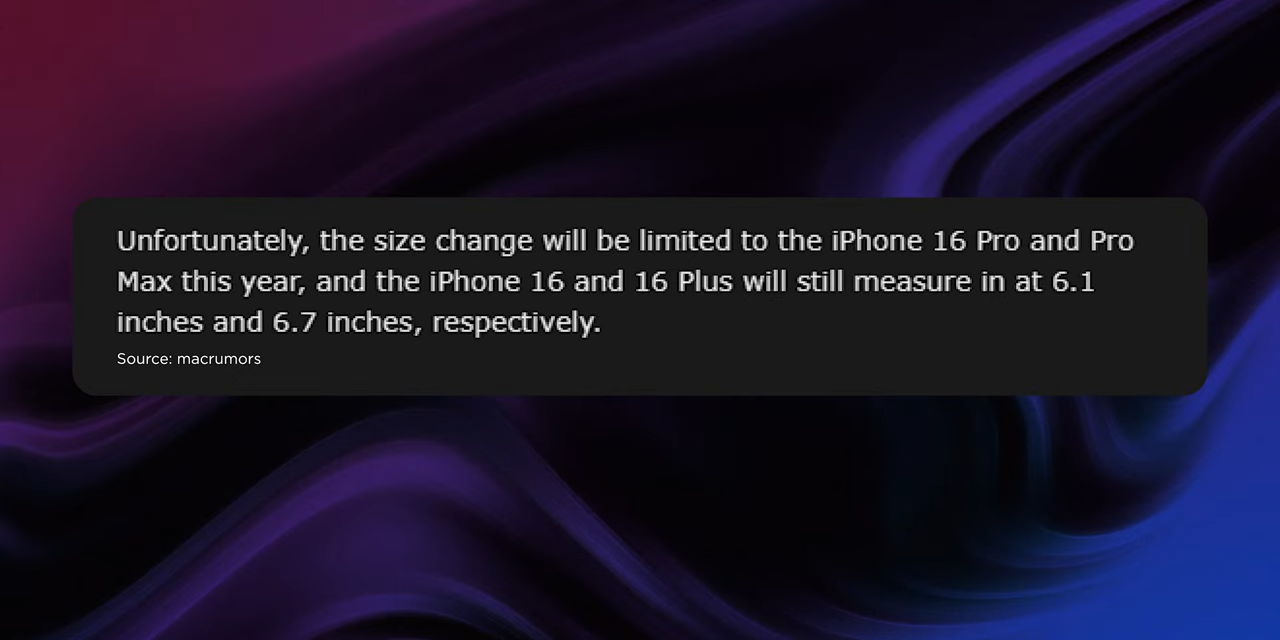 Unfortunately, the size change will be limited to the iPhone 16 Pro and Pro
Max this year, and the iPhone 16 and 16 Plus will still measure in at 6.1
inches and 6.7 inches, respectively.
Source: macrumors